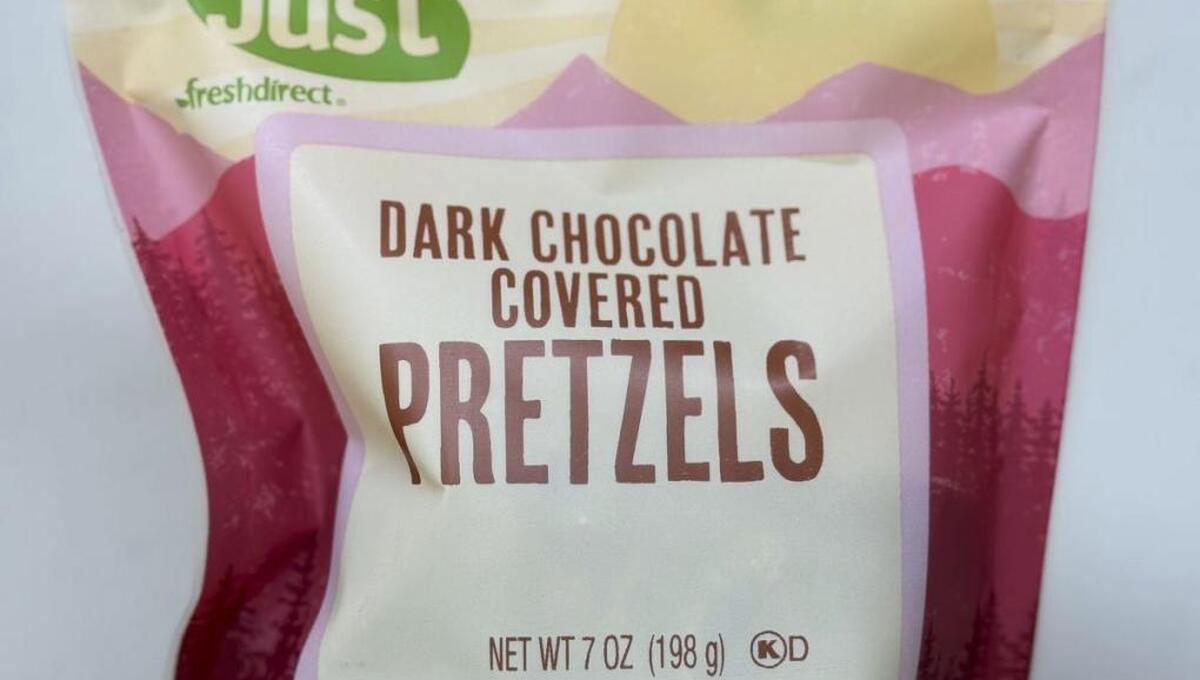 Just
freshdirect®
DARK CHOCOLATE
COVERED
PRETZELS
NET WT 7 OZ (198 g) K D